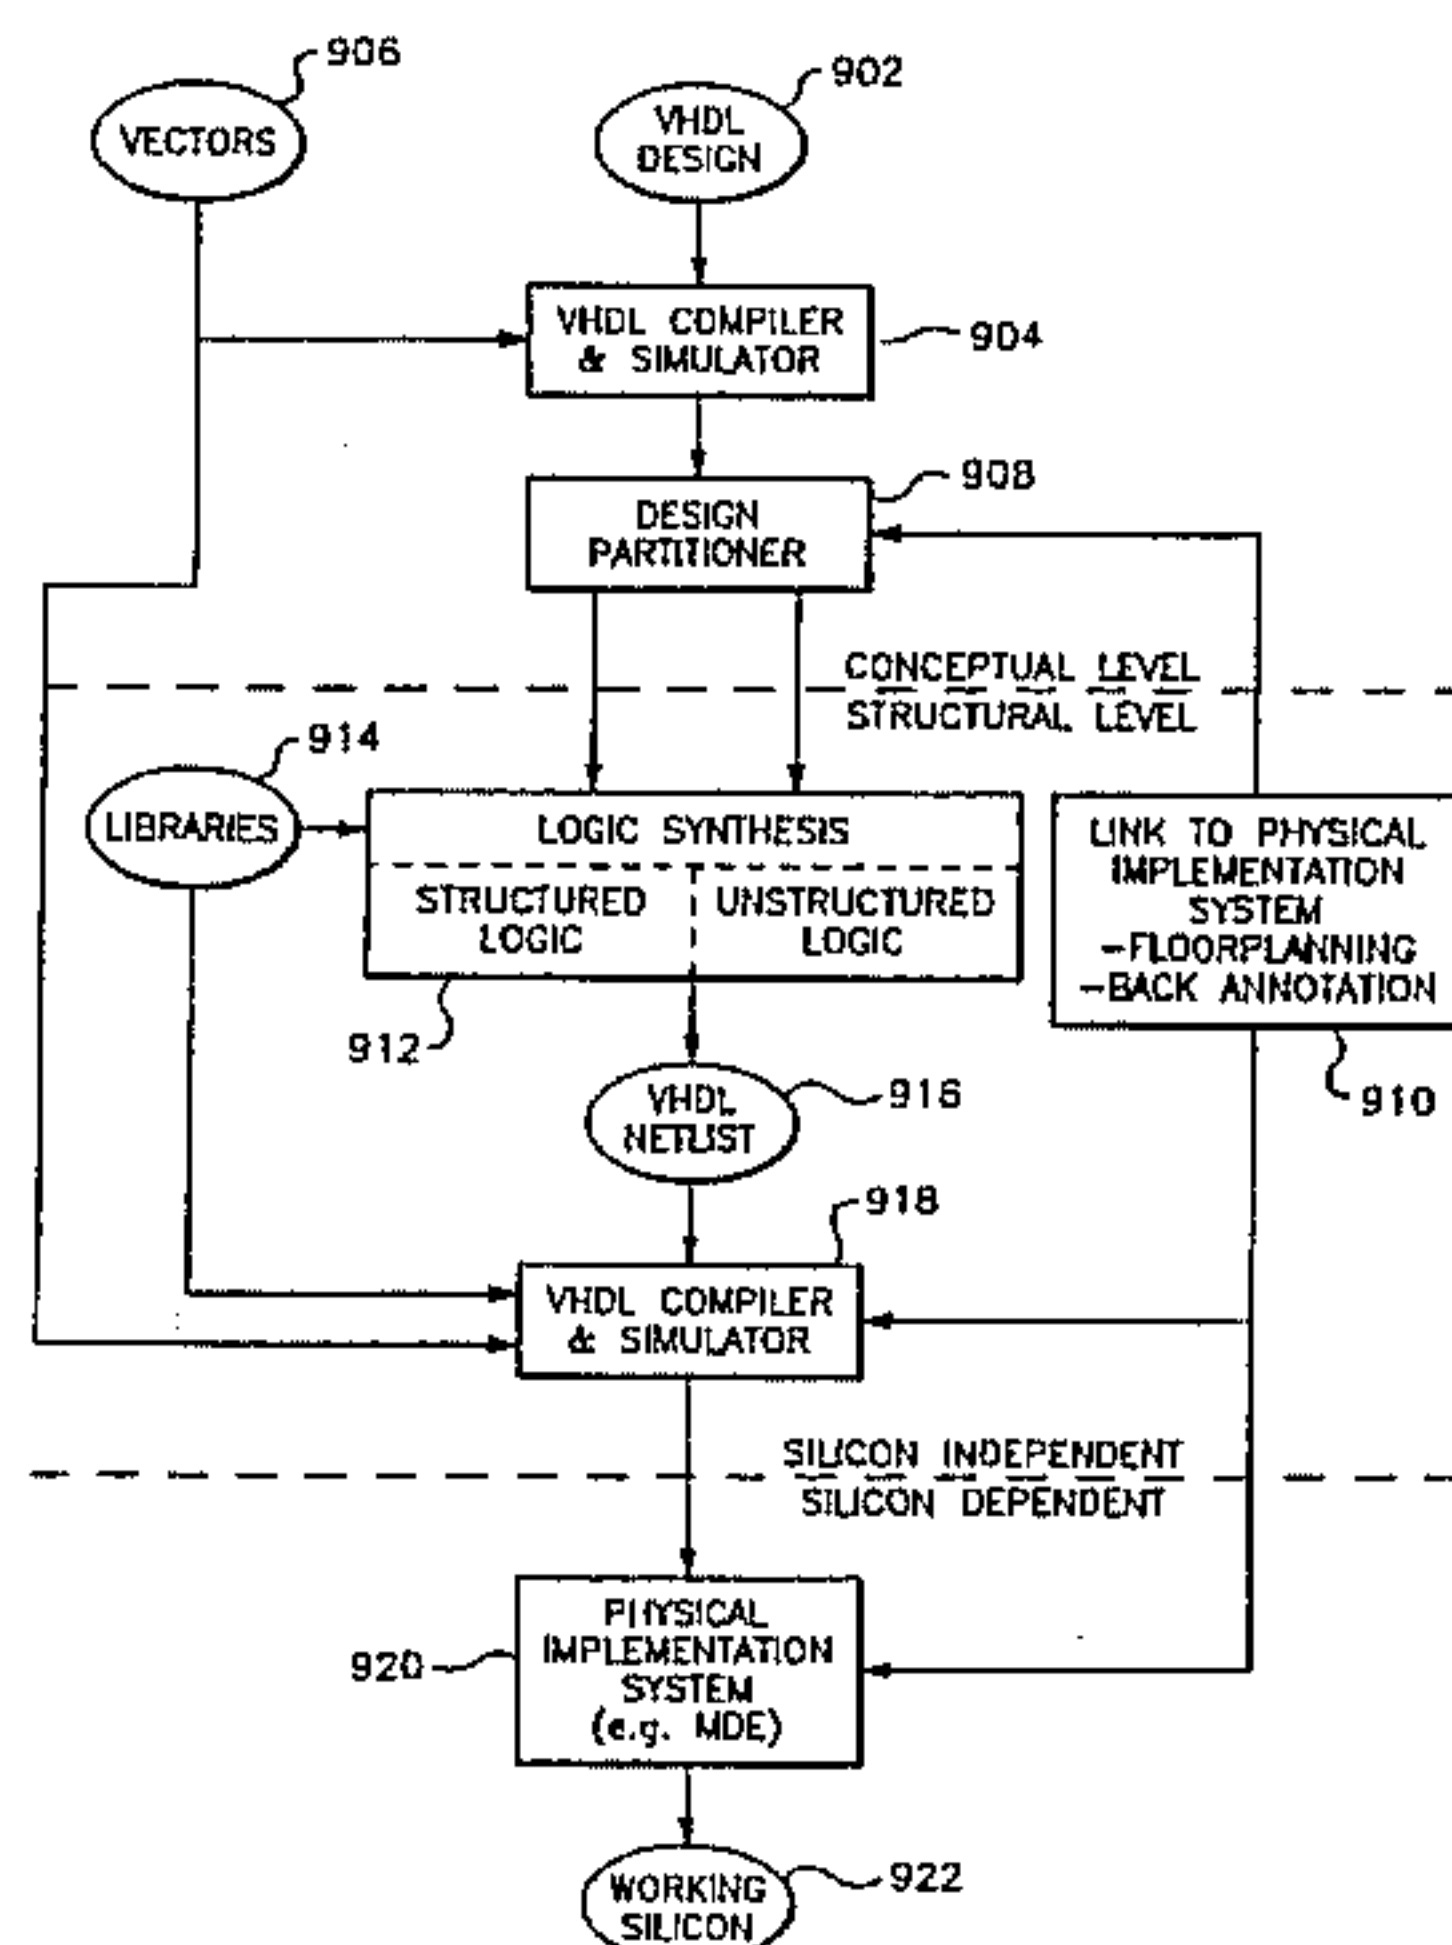 906
902
VECTORS
VHDL
DESIGN
VHDL COMPILER
& SIMULATOR
904
908
DESIGN
PARTITIONER
CONCEPTUAL LEVEL
STRUCTURAL LEVEL
914
LIBRARIES
LOGIC SYNTHESIS
STRUCTURED
LOGIC
UNSTRUCTURED
LOGIC
LINK TO PHYSICAL
IMPLEMENTATION
SYSTEM
-FLOORPLANNING
-BACK ANNOTATION
912
910
VHDL
NETLIST
916
918
VHDL COMPILER
& SIMULATOR
SILICON INDEPENDENT
SILICON DEPENDENT
PHYSICAL
IMPLEMENTATION
SYSTEM
(e.g. MDE)
920
WORKING
SILICON
922